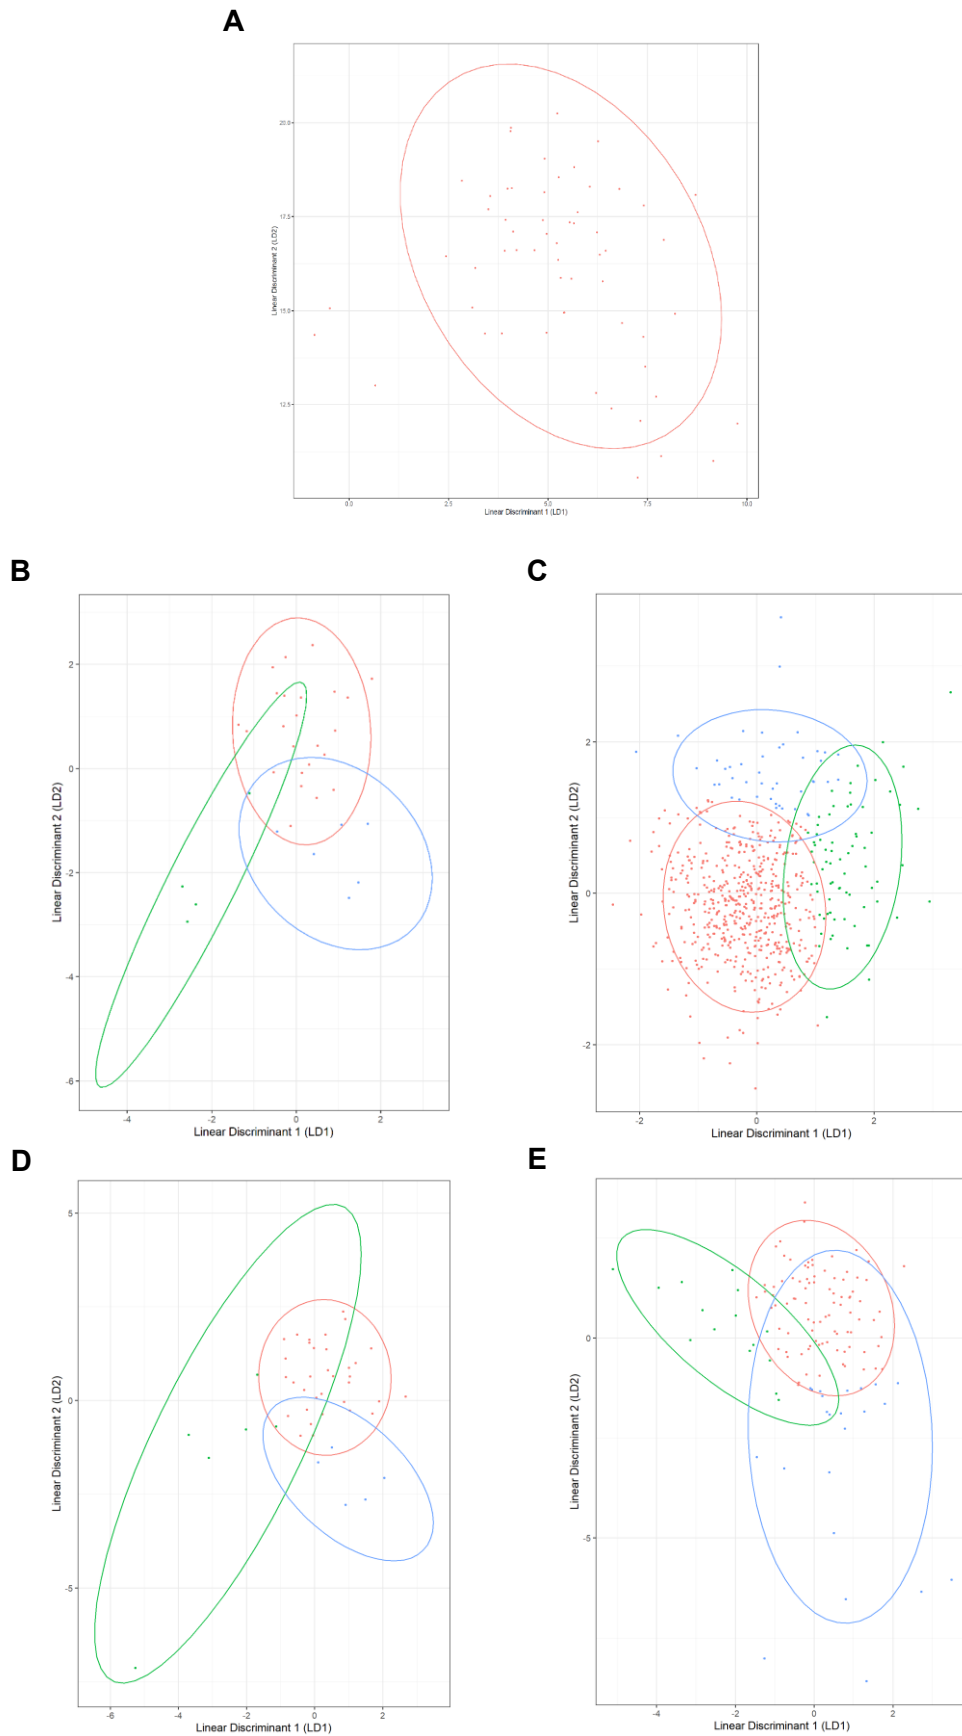 A
20.0
17.5
15.0
12.5
Linear Discriminant 2 (LD2)
0.0 2.5 5.0 7.5 10.0
Linear Discriminant 1 (LD1)
B
2
0
-2
-4
-6
Linear Discriminant 2 (LD2)
-4 -2 0 2
Linear Discriminant 1 (LD1)
C
2
0
-2
Linear Discriminant 2 (LD2)
-2 0 2
Linear Discriminant 1 (LD1)
D
5
0
-5
Linear Discriminant 2 (LD2)
-6 -4 -2 0 2
Linear Discriminant 1 (LD1)
E
0
-5
Linear Discriminant 2 (LD2)
-4 -2 0 2
Linear Discriminant 1 (LD1)